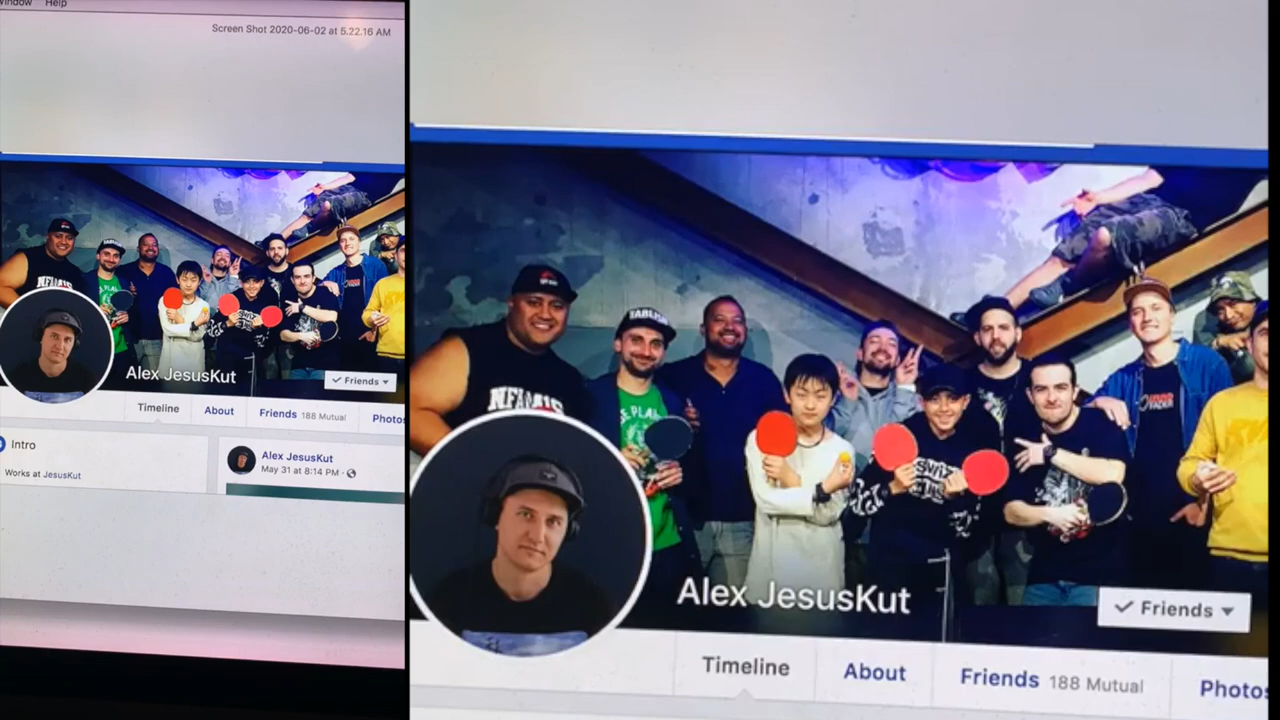 Window Help
Screen Shot 2020-06-02 at 5.22.16 AM
Alex JesusKut
Friends
Timeline
About
Friends 188 Mutual
Photos
Intro
Works at JesusKut
Alex JesusKut
May 31 at 8:14 PM
TABLIS
NFAMIS
Alex JesusKut
Friends
Timeline
About
Friends 188 Mutual
Photos